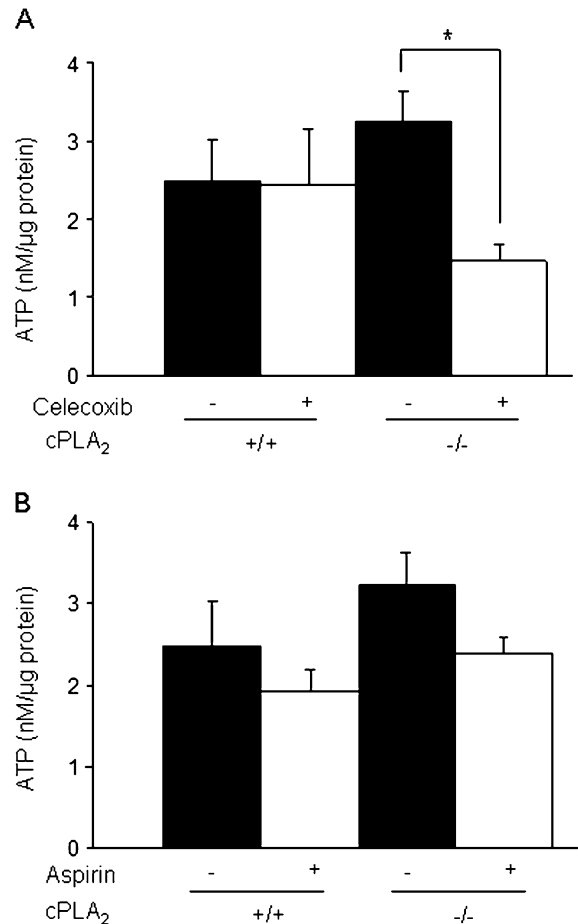 A
*
ATP (nM/µg protein)
4
3
2
1
0
Celecoxib - + - +
cPLA2 +/+ -/-
B
ATP (nM/µg protein)
4
3
2
1
0
Aspirin - + - +
cPLA2 +/+ -/-